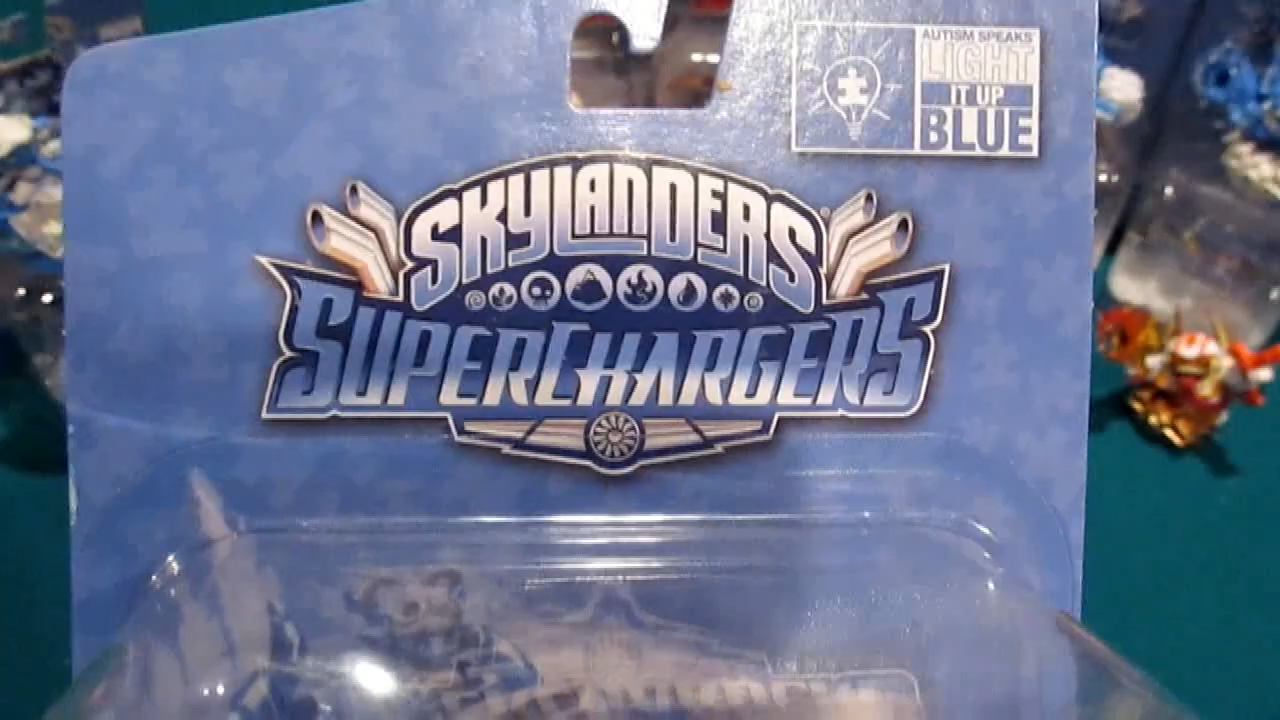 AUTISM SPEAKS
LIGHT
IT UP
BLUE
SKYLANDERS
SUPERCHARGERS